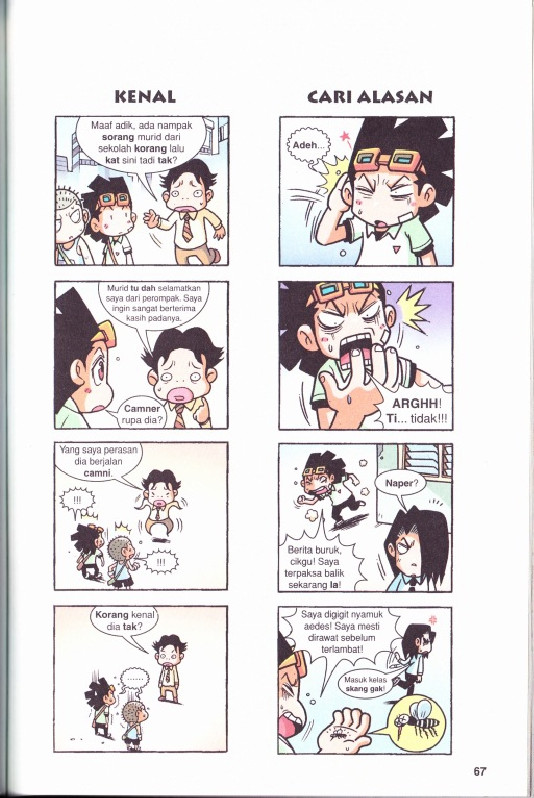 KENAL
Maaf adik, ada nampak
sorang murid dari
sekolah korang lalu
kat sini tadi tak?
Murid tu dah selamatkan
saya dari perompak. Saya
ingin sangat berterima
kasih padanya.
Camner
rupa dia?
Yang saya perasan
dia berjalan
camni.
!!!
!!!
Korang kenal
dia tak?
......
CARI ALASAN
Adeh...
ARGHH!
Ti... tidak!!!
Naper?
Berita buruk,
cikgu! Saya
terpaksa balik
sekarang la!
Saya digigit nyamuk
aedes! Saya mesti
dirawat sebelum
terlambat!!
Masuk kelas
skang gak!
67